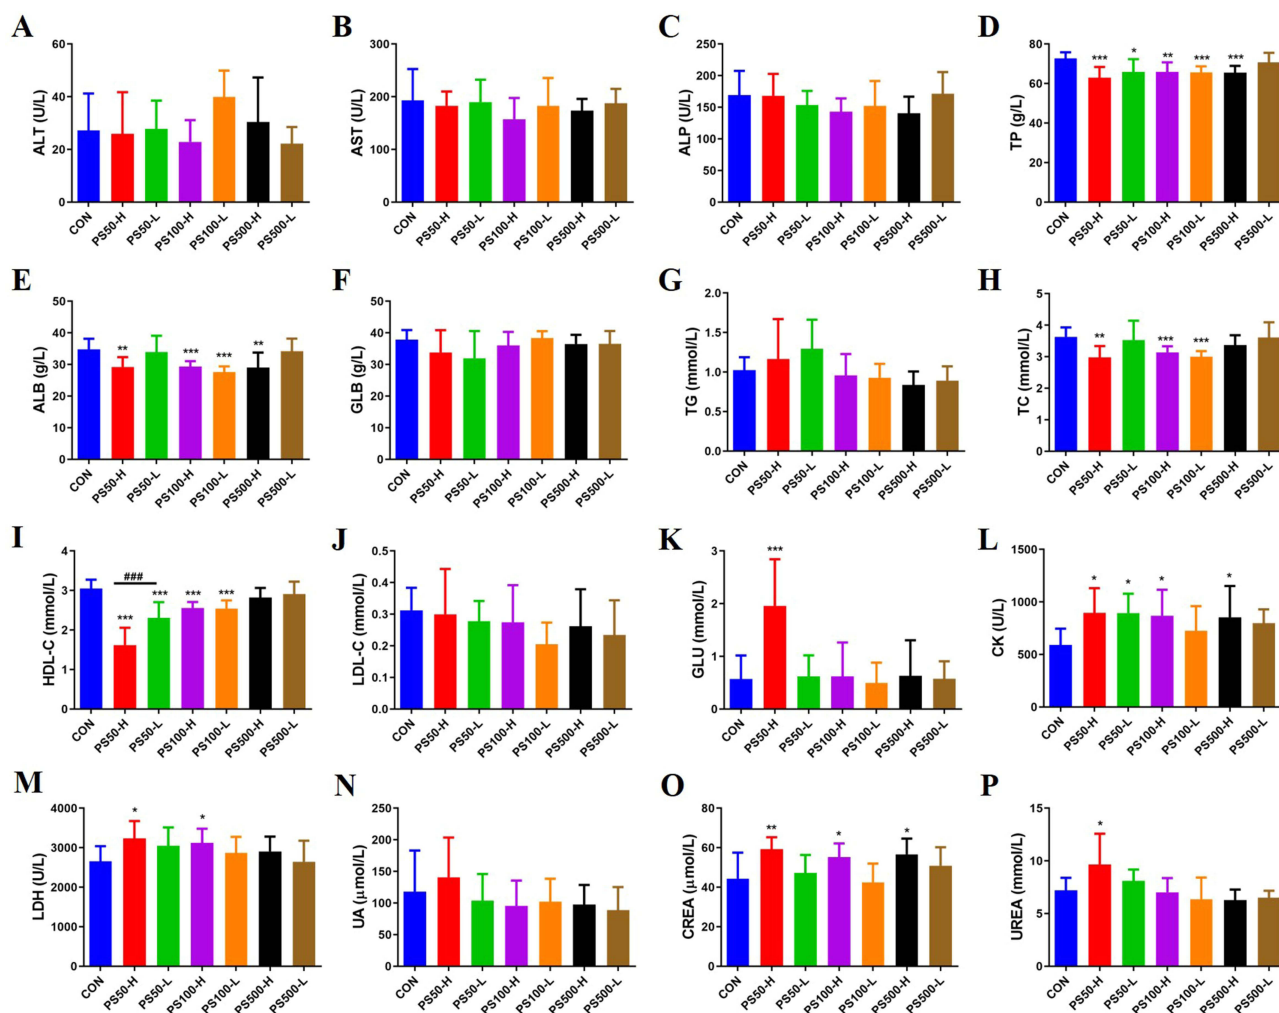 A
ALT (U/L)
60
40
20
0
CON
PS50-H
PS50-L
PS100-H
PS100-L
PS500-H
PS500-L
B
AST (U/L)
300
200
100
0
CON
PS50-H
PS50-L
PS100-H
PS100-L
PS500-H
PS500-L
C
ALP (U/L)
250
200
150
100
50
0
CON
PS50-H
PS50-L
PS100-H
PS100-L
PS500-H
PS500-L
D
TP (g/L)
80
60
40
20
0
***
*
**
***
***
CON
PS50-H
PS50-L
PS100-H
PS100-L
PS500-H
PS500-L
E
ALB (g/L)
50
40
30
20
10
0
**
***
***
**
CON
PS50-H
PS50-L
PS100-H
PS100-L
PS500-H
PS500-L
F
GLB (g/L)
50
40
30
20
10
0
CON
PS50-H
PS50-L
PS100-H
PS100-L
PS500-H
PS500-L
G
TG (mmol/L)
2.0
1.5
1.0
0.5
0.0
CON
PS50-H
PS50-L
PS100-H
PS100-L
PS500-H
PS500-L
H
TC (mmol/L)
5
4
3
2
1
0
**
***
***
CON
PS50-H
PS50-L
PS100-H
PS100-L
PS500-H
PS500-L
I
HDL-C (mmol/L)
4
3
2
1
0
###
***
***
***
***
CON
PS50-H
PS50-L
PS100-H
PS100-L
PS500-H
PS500-L
J
LDL-C (mmol/L)
0.5
0.4
0.3
0.2
0.1
0.0
CON
PS50-H
PS50-L
PS100-H
PS100-L
PS500-H
PS500-L
K
GLU (mmol/L)
3
2
1
0
***
CON
PS50-H
PS50-L
PS100-H
PS100-L
PS500-H
PS500-L
L
CK (U/L)
1500
1000
500
0
*
*
*
*
CON
PS50-H
PS50-L
PS100-H
PS100-L
PS500-H
PS500-L
M
LDH (U/L)
4000
3000
2000
1000
0
*
*
CON
PS50-H
PS50-L
PS100-H
PS100-L
PS500-H
PS500-L
N
UA (μmol/L)
250
200
150
100
50
0
CON
PS50-H
PS50-L
PS100-H
PS100-L
PS500-H
PS500-L
O
CREA (μmol/L)
80
60
40
20
0
**
*
*
CON
PS50-H
PS50-L
PS100-H
PS100-L
PS500-H
PS500-L
P
UREA (mmol/L)
15
10
5
0
*
CON
PS50-H
PS50-L
PS100-H
PS100-L
PS500-H
PS500-L